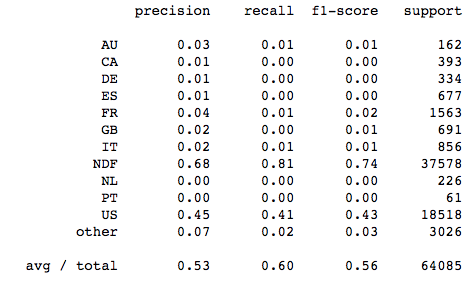 precision recall f1-score support
AU 0.03 0.01 0.01 162
CA 0.01 0.00 0.00 393
DE 0.01 0.00 0.00 334
ES 0.01 0.00 0.00 677
FR 0.04 0.01 0.02 1563
GB 0.02 0.00 0.01 691
IT 0.02 0.01 0.01 856
NDF 0.68 0.81 0.74 37578
NL 0.00 0.00 0.00 226
PT 0.00 0.00 0.00 61
US 0.45 0.41 0.43 18518
other 0.07 0.02 0.03 3026
avg / total 0.53 0.60 0.56 64085